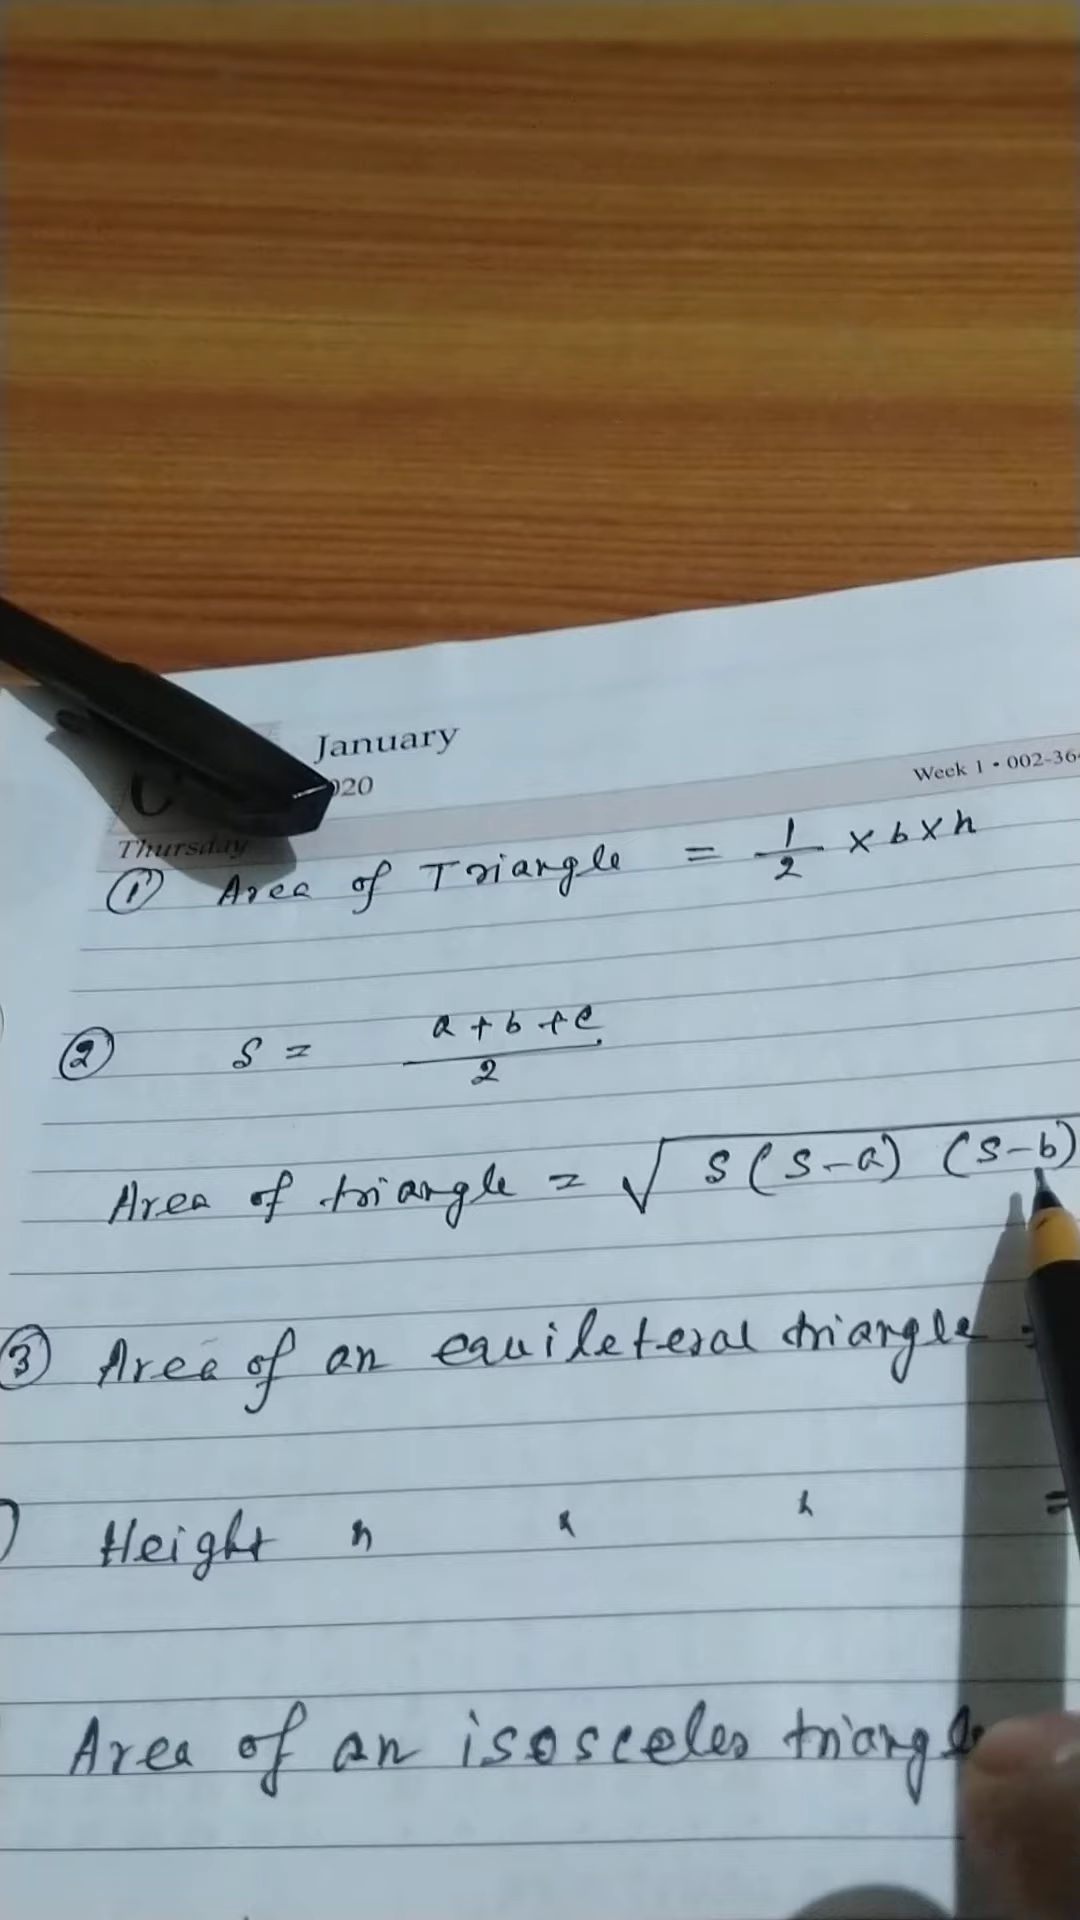 January
020
Week 1 • 002-36
Thursday
① Area of Triangle = 1/2 × b × h
② S = a + b + c / 2
Area of triangle = √ S (S-a) (S-b)
③ Area of an equileteral triangle =
Height " " " =
Area of an isosceles triangle